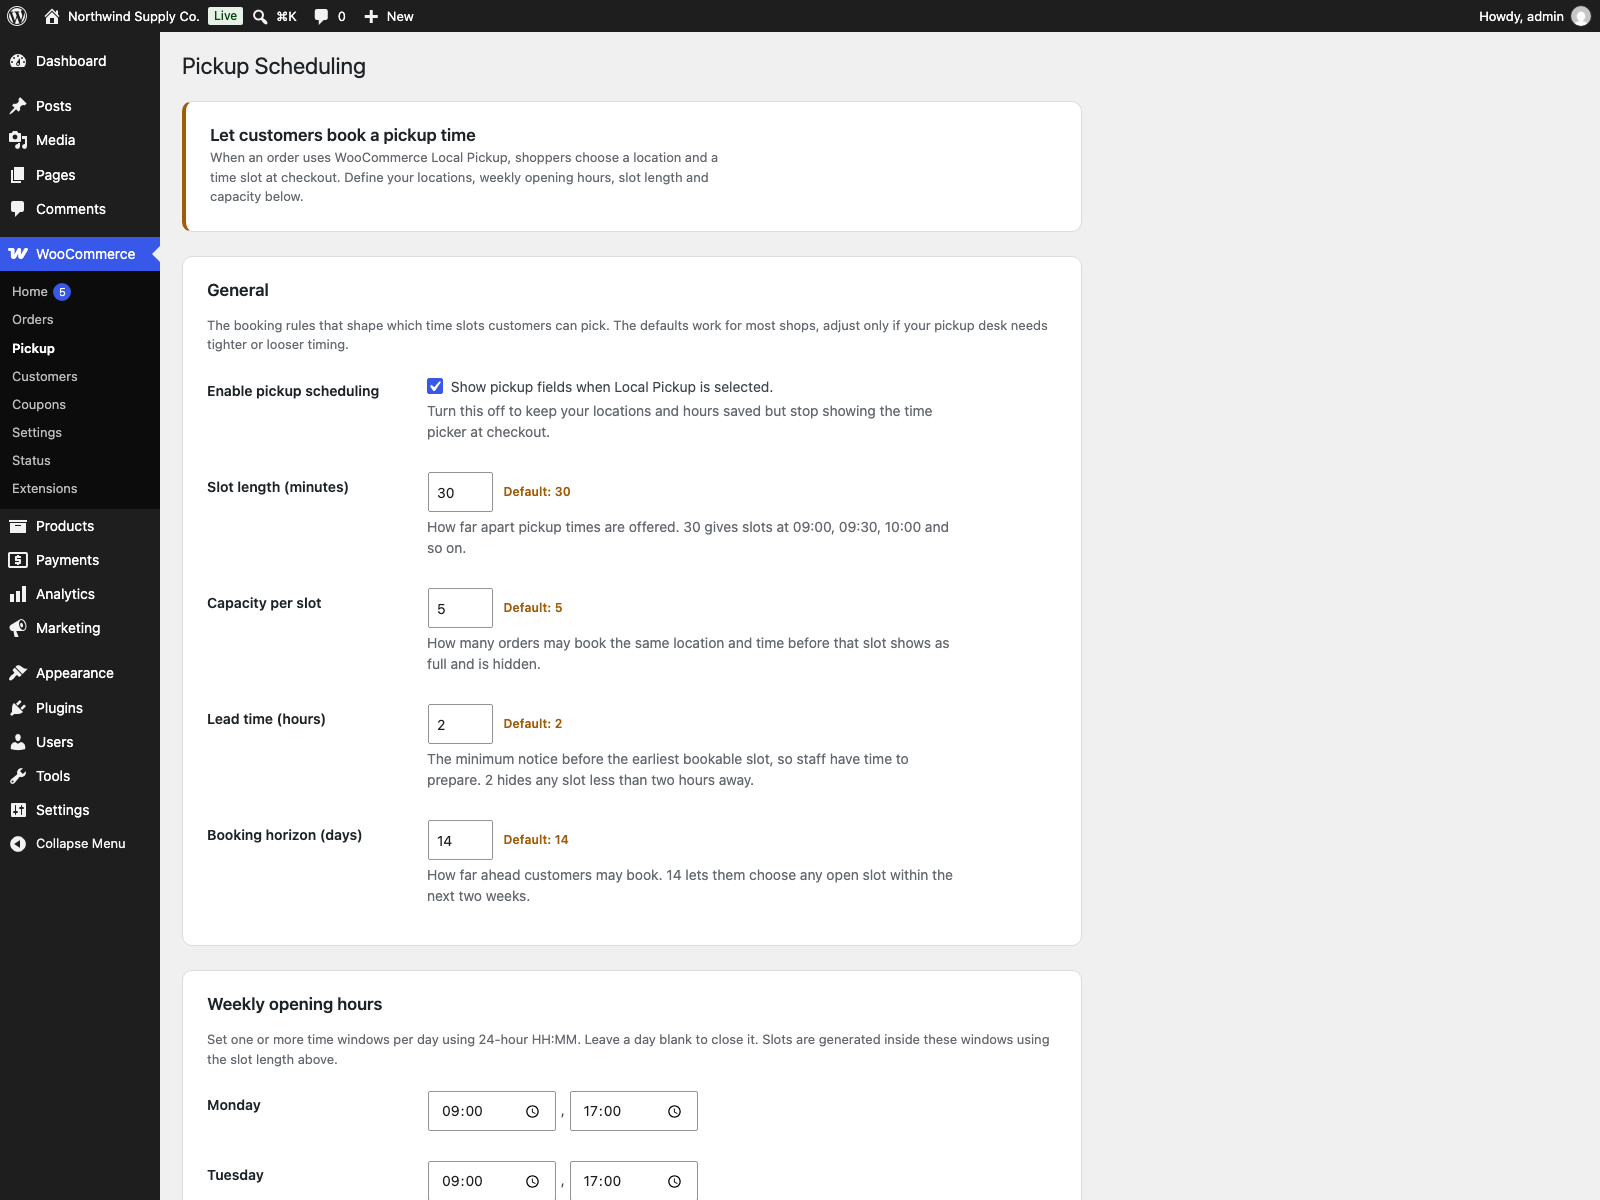 Northwind Supply Co. Live ⌘K 0 New Howdy, admin
Dashboard
Posts
Media
Pages
Comments
WooCommerce
Home 5
Orders
Pickup
Customers
Coupons
Settings
Status
Extensions
Products
Payments
Analytics
Marketing
Appearance
Plugins
Users
Tools
Settings
Collapse Menu
Pickup Scheduling
Let customers book a pickup time
When an order uses WooCommerce Local Pickup, shoppers choose a location and a
time slot at checkout. Define your locations, weekly opening hours, slot length and
capacity below.
General
The booking rules that shape which time slots customers can pick. The defaults work for most shops, adjust only if your pickup desk needs
tighter or looser timing.
Enable pickup scheduling
Show pickup fields when Local Pickup is selected.
Turn this off to keep your locations and hours saved but stop showing the time
picker at checkout.
Slot length (minutes)
30 Default: 30
How far apart pickup times are offered. 30 gives slots at 09:00, 09:30, 10:00 and
so on.
Capacity per slot
5 Default: 5
How many orders may book the same location and time before that slot shows as
full and is hidden.
Lead time (hours)
2 Default: 2
The minimum notice before the earliest bookable slot, so staff have time to
prepare. 2 hides any slot less than two hours away.
Booking horizon (days)
14 Default: 14
How far ahead customers may book. 14 lets them choose any open slot within the
next two weeks.
Weekly opening hours
Set one or more time windows per day using 24-hour HH:MM. Leave a day blank to close it. Slots are generated inside these windows using
the slot length above.
Monday
09:00 , 17:00
Tuesday
09:00 , 17:00